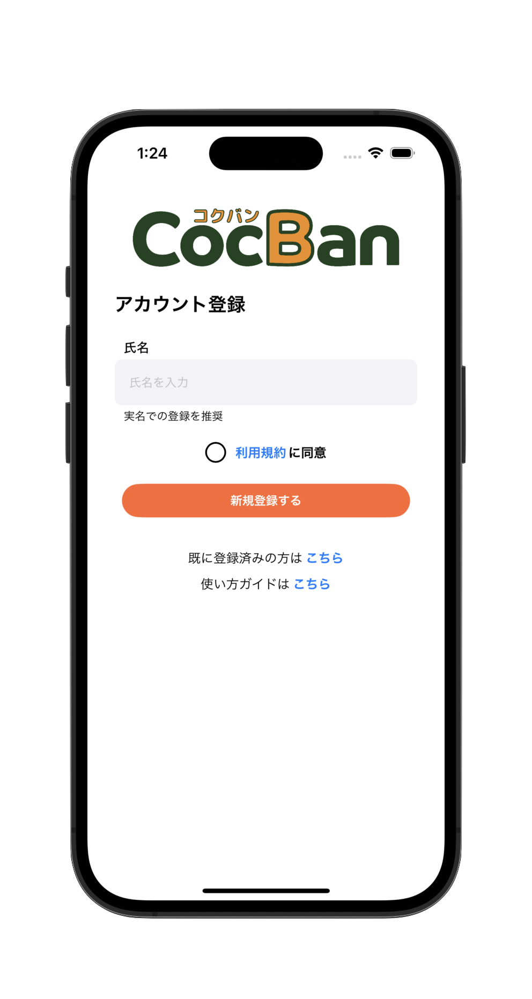 1:24
コクバン
CocBan
アカウント登録
氏名
氏名を入力
実名での登録を推奨
利用規約に同意
新規登録する
既に登録済みの方は こちら
使い方ガイドは こちら